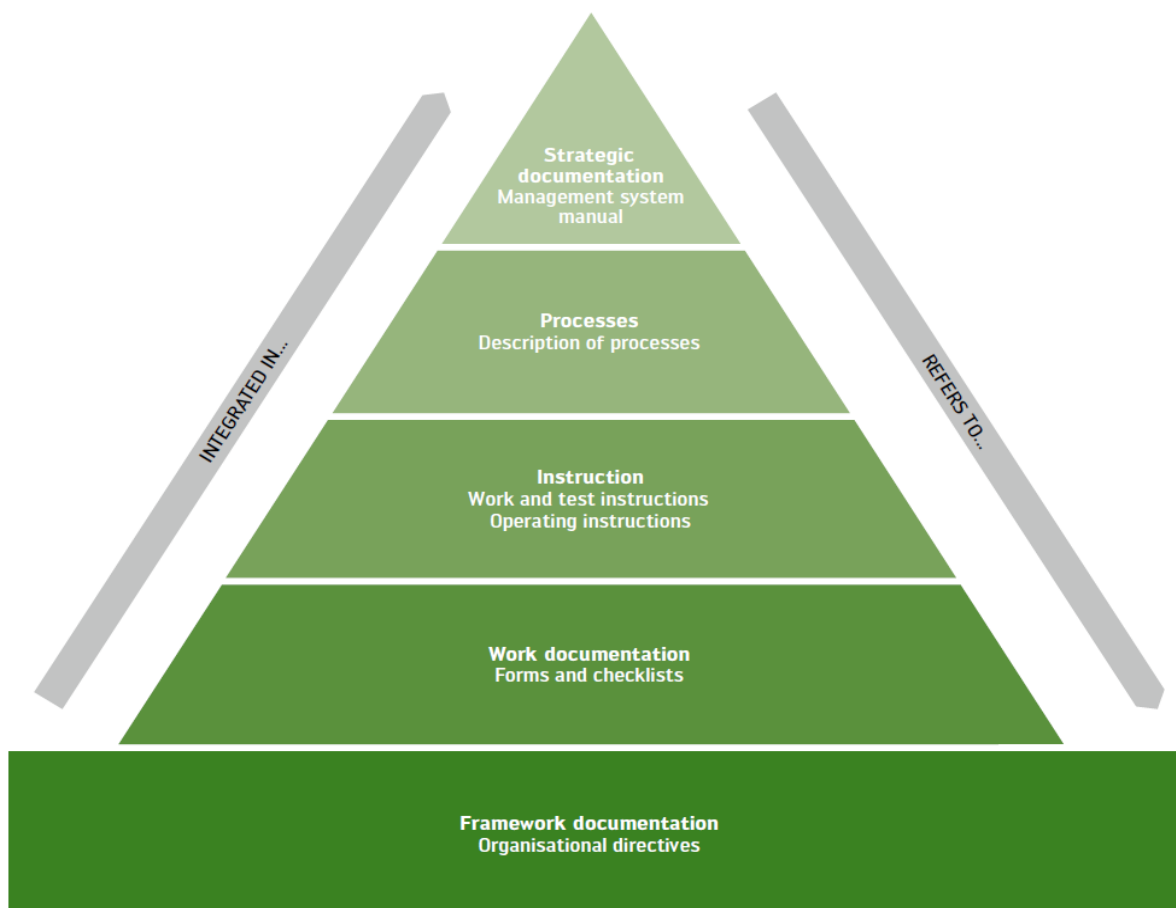 Strategic
documentation
Management system
manual
INTEGRATED IN...
Processes
Description of processes
REFERS TO...
Instruction
Work and test instructions
Operating instructions
Work documentation
Forms and checklists
Framework documentation
Organisational directives